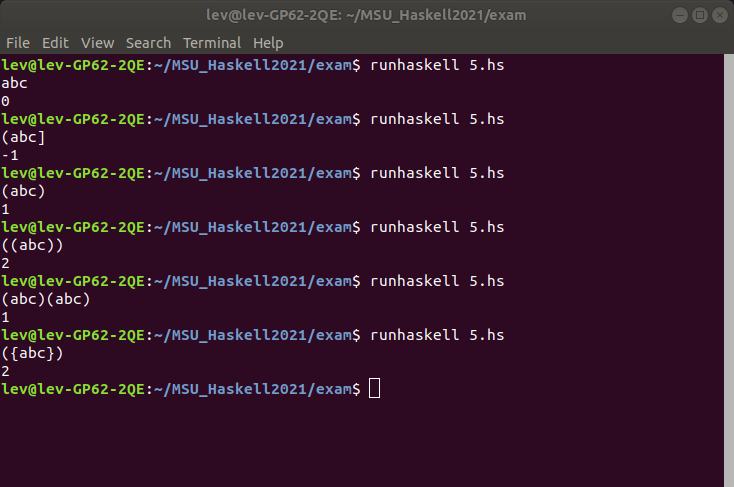 lev@lev-GP62-2QE: ~/MSU_Haskell2021/exam
File Edit View Search Terminal Help
lev@lev-GP62-2QE:~/MSU_Haskell2021/exam$ runhaskell 5.hs
abc
0
lev@lev-GP62-2QE:~/MSU_Haskell2021/exam$ runhaskell 5.hs
(abc]
-1
lev@lev-GP62-2QE:~/MSU_Haskell2021/exam$ runhaskell 5.hs
(abc)
1
lev@lev-GP62-2QE:~/MSU_Haskell2021/exam$ runhaskell 5.hs
((abc))
2
lev@lev-GP62-2QE:~/MSU_Haskell2021/exam$ runhaskell 5.hs
(abc)(abc)
1
lev@lev-GP62-2QE:~/MSU_Haskell2021/exam$ runhaskell 5.hs
({abc})
2
lev@lev-GP62-2QE:~/MSU_Haskell2021/exam$